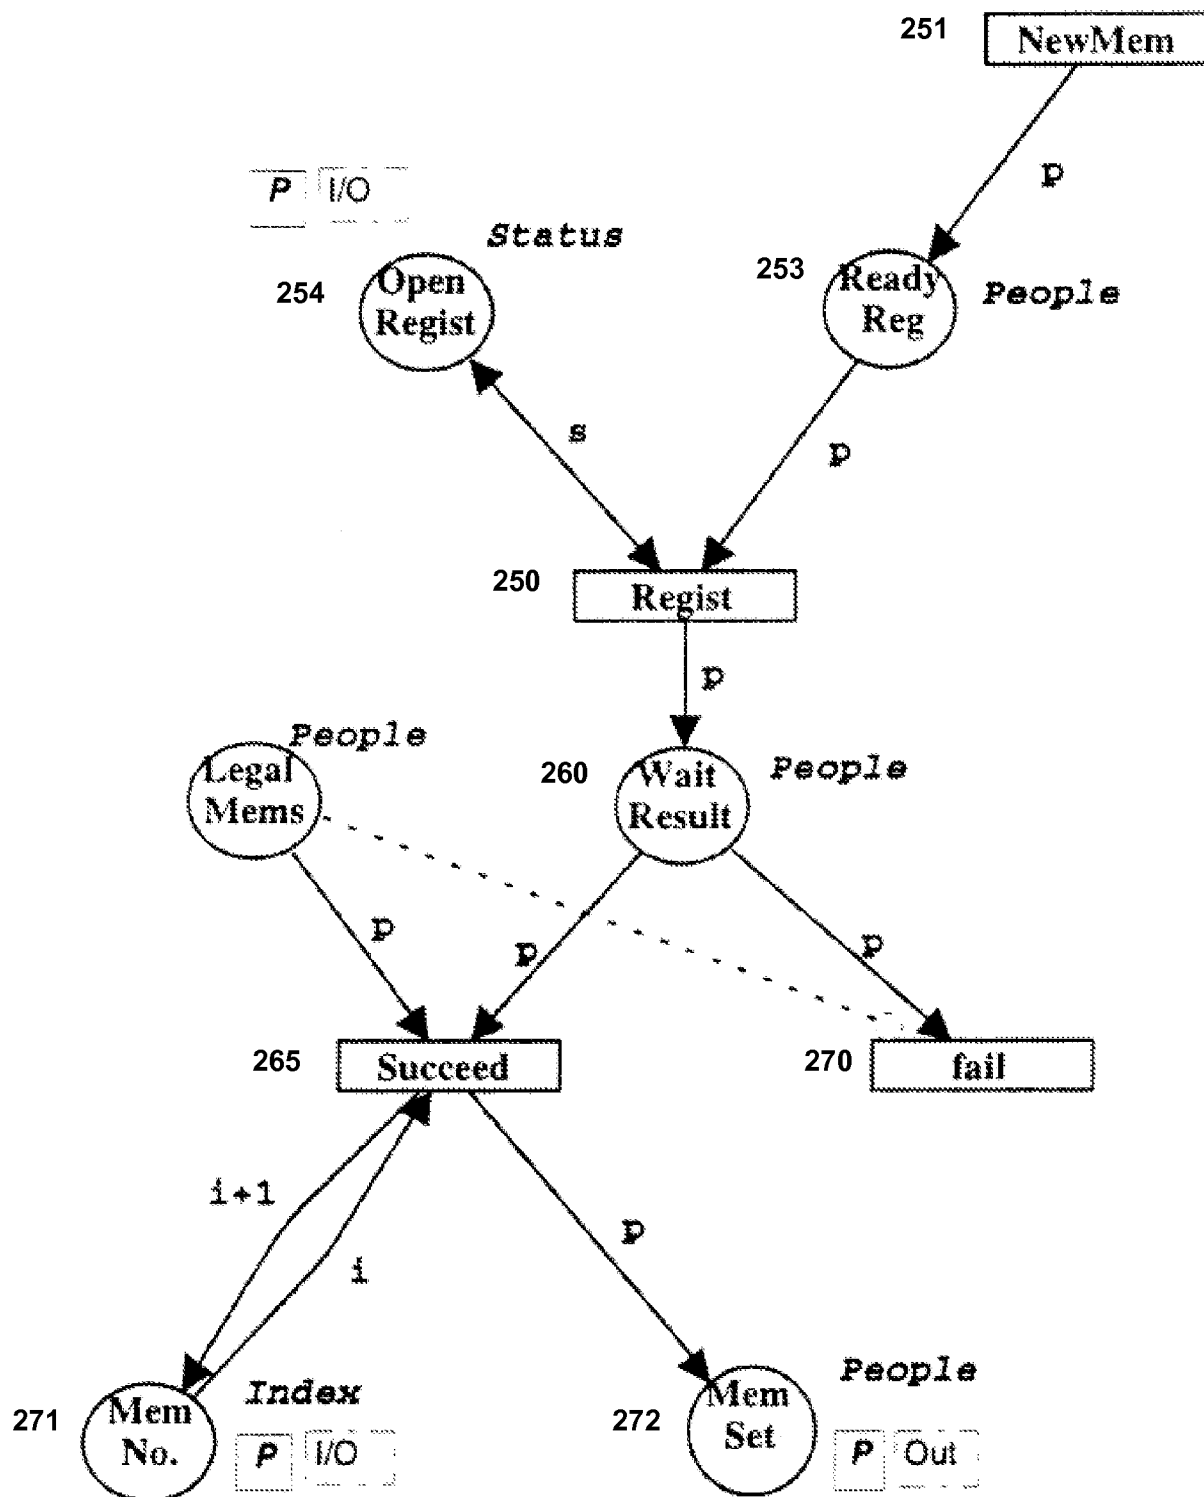 251
NewMem
p
P I/O
Status
254
Open
Regist
253
Ready
Reg
People
s
p
250
Regist
p
People
Legal
Mems
260
Wait
Result
People
p
p
p
265
Succeed
270
fail
i+1
i
p
271
Mem
No.
Index
P I/O
272
Mem
Set
People
P Out